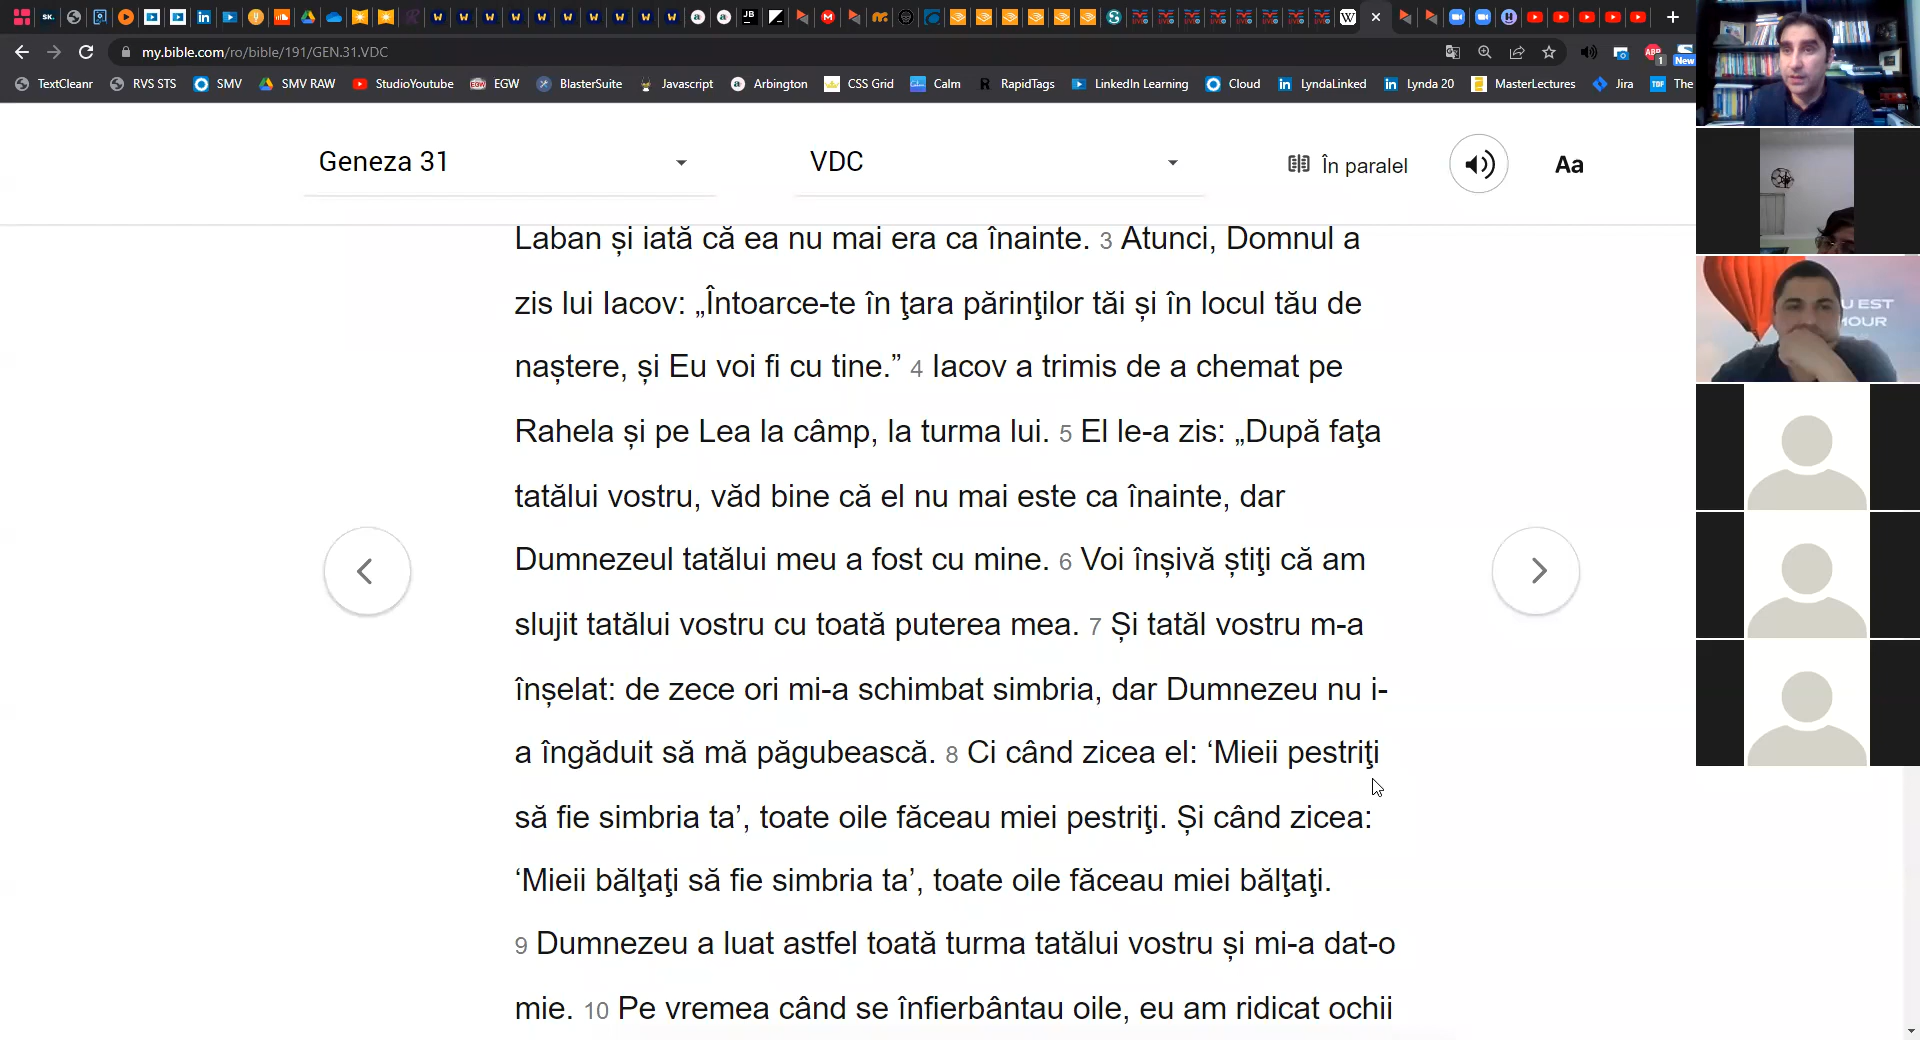 my.bible.com/ro/bible/191/GEN.31.VDC
TextCleanr RVS STS SMV SMV RAW StudioYoutube EGW EGW BlasterSuite Javascript Arbington CSS Grid Calm RapidTags LinkedIn Learning Cloud LyndaLinked Lynda 20 MasterLectures Jira The
New
Geneza 31 VDC În paralel Aa
Laban și iată că ea nu mai era ca înainte. 3 Atunci, Domnul a
zis lui Iacov: „Întoarce-te în ţara părinţilor tăi și în locul tău de
naștere, și Eu voi fi cu tine.” 4 Iacov a trimis de a chemat pe
Rahela și pe Lea la câmp, la turma lui. 5 El le-a zis: „După faţa
tatălui vostru, văd bine că el nu mai este ca înainte, dar
Dumnezeul tatălui meu a fost cu mine. 6 Voi înșivă știţi că am
slujit tatălui vostru cu toată puterea mea. 7 Și tatăl vostru m-a
înșelat: de zece ori mi-a schimbat simbria, dar Dumnezeu nu i-
a îngăduit să mă păgubească. 8 Ci când zicea el: ‘Mieii pestriţi
să fie simbria ta’, toate oile făceau miei pestriţi. Și când zicea:
‘Mieii bălţaţi să fie simbria ta’, toate oile făceau miei bălţaţi.
9 Dumnezeu a luat astfel toată turma tatălui vostru și mi-a dat-o
mie. 10 Pe vremea când se înfierbântau oile, eu am ridicat ochii
U EST
MOUR